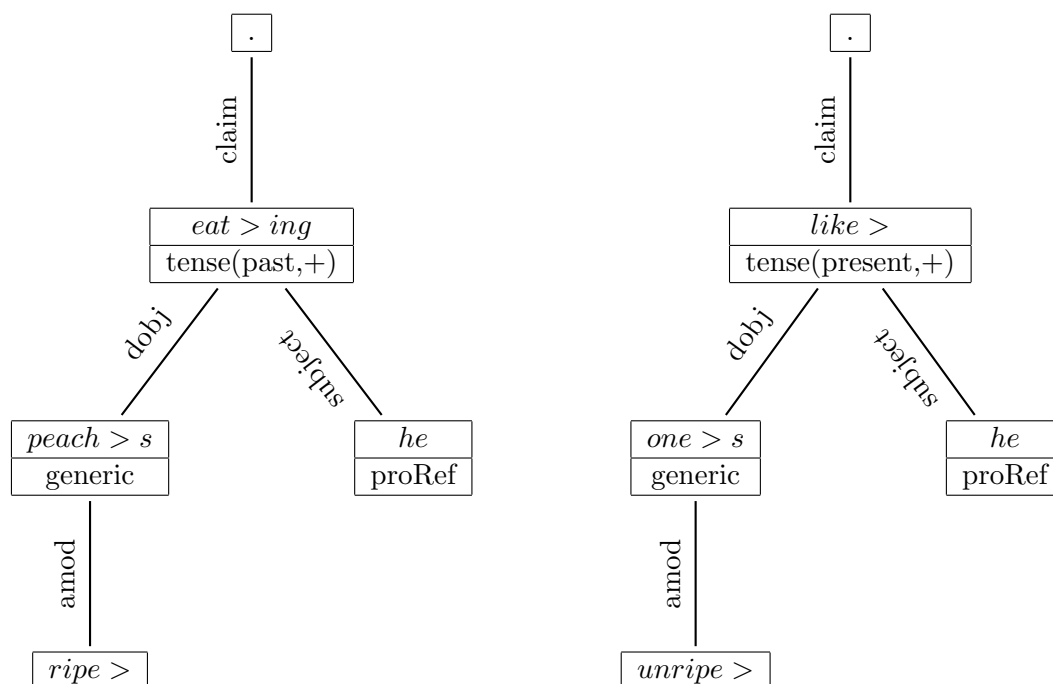 .
claim
eat > ing
tense(past,+)
dobj
subject
peach > s
generic
he
proRef
amod
ripe >
.
claim
like >
tense(present,+)
dobj
subject
one > s
generic
he
proRef
amod
unripe >